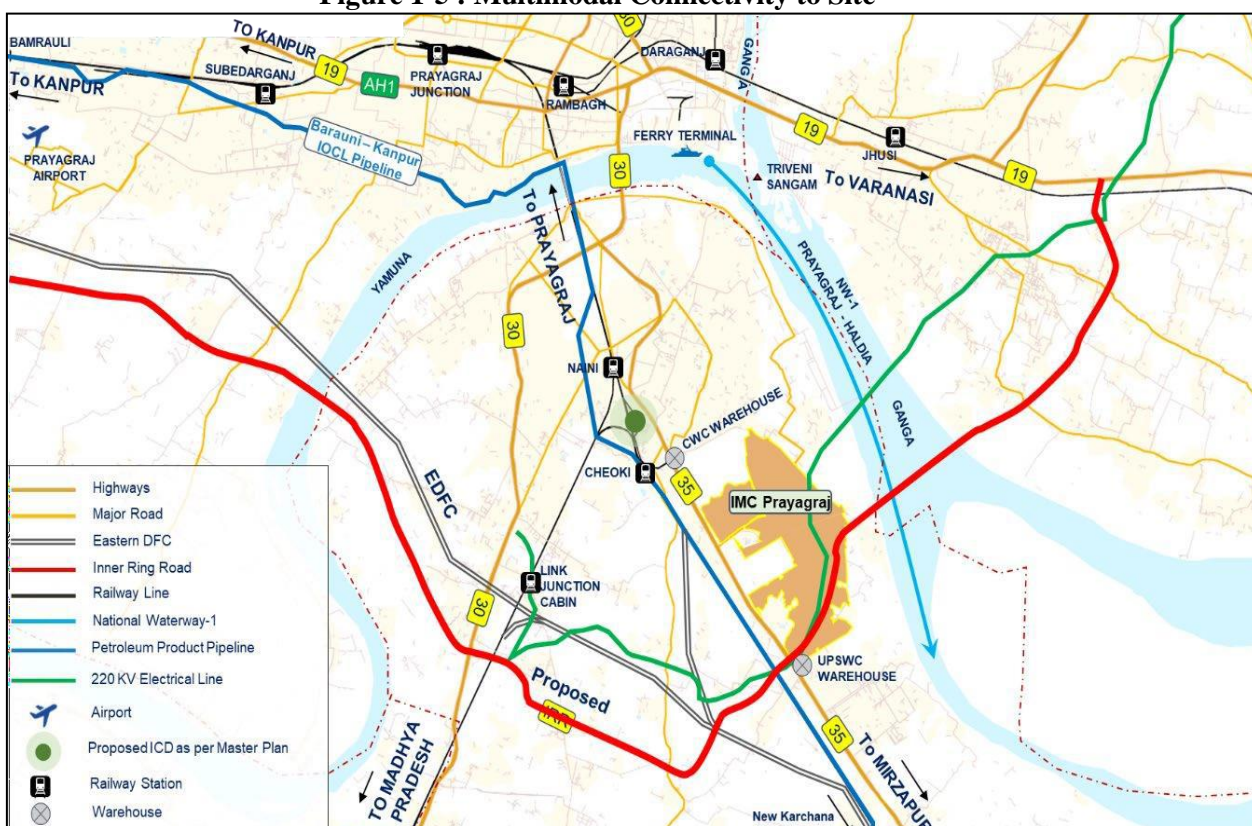 Figure 1-3 : Multimodal Connectivity to Site
BAMRAULI
TO KANPUR
19
AH1
SUBEDARGANJ
To KANPUR
PRAYAGRAJ
JUNCTION
RAMBAGH
30
DARAGANJ
GANGA
19
JHUSI
19
To VARANASI
PRAYAGRAJ
AIRPORT
Barauni – Kanpur
IOCL Pipeline
FERRY TERMINAL
TRIVENI
SANGAM
30
To PRAYAGRAJ
YAMUNA
NW-1
PRAYAGRAJ - HALDIA
GANGA
30
NAINI
CWC WAREHOUSE
CHEOKI
35
IMC Prayagraj
EDFC
LINK
JUNCTION
CABIN
30
Proposed
IRR
UPSWC
WAREHOUSE
35
To MIRZAPUR
TO MADHYA
PRADESH
New Karchana
Highways
Major Road
Eastern DFC
Inner Ring Road
Railway Line
National Waterway-1
Petroleum Product Pipeline
220 KV Electrical Line
Airport
Proposed ICD as per Master Plan
Railway Station
Warehouse